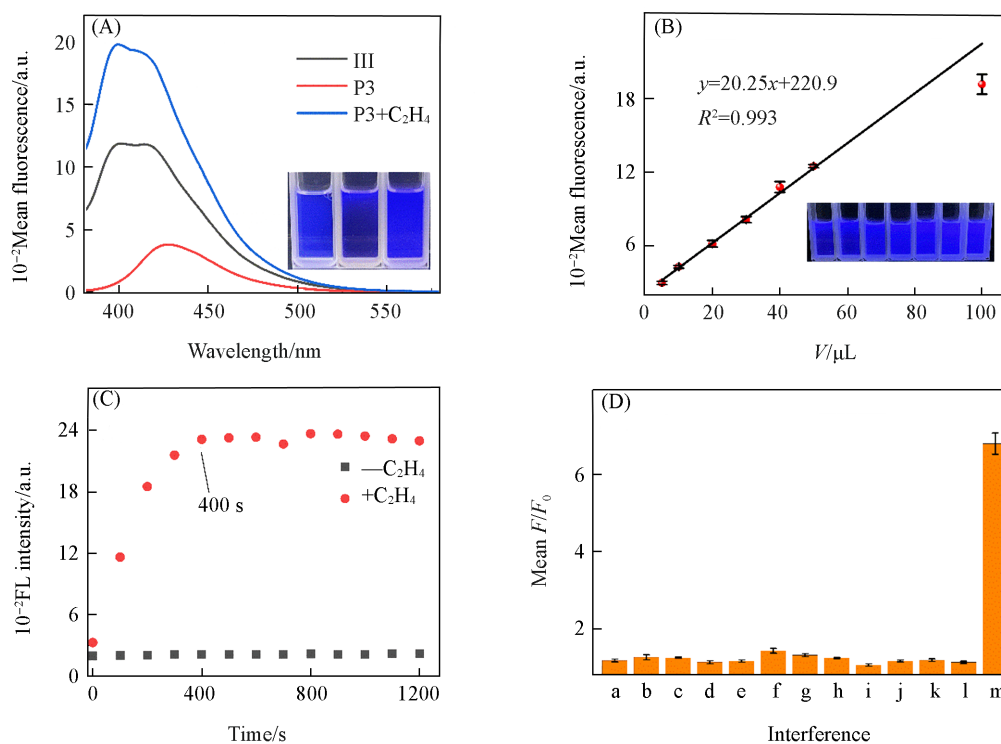 (A)
20
15
10
5
0
400
450
500
550
10⁻²Mean fluorescence/a.u.
Wavelength/nm
III
P3
P3+C₂H₄
(B)
18
12
6
0
20
40
60
80
100
10⁻²Mean fluorescence/a.u.
V/μL
y=20.25x+220.9
R²=0.993
(C)
24
18
12
6
0
0
400
800
1200
10⁻²FL intensity/a.u.
Time/s
—C₂H₄
+C₂H₄
400 s
(D)
6
4
2
a b c d e f g h i j k l m
Mean F/F₀
Interference